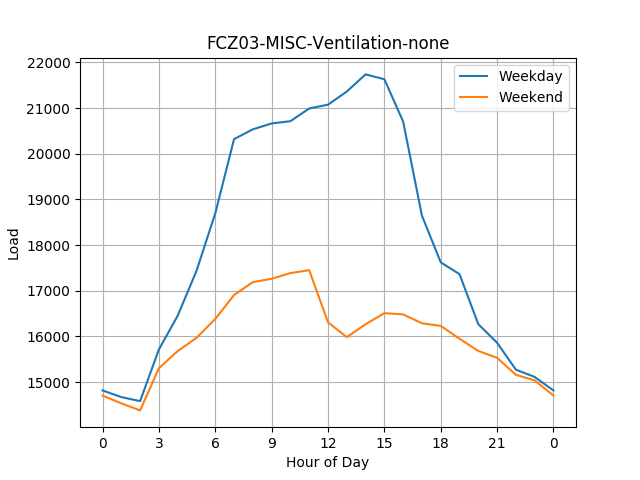 FCZ03-MISC-Ventilation-none
Weekday
Weekend
22000
21000
20000
19000
18000
17000
16000
15000
Load
0 3 6 9 12 15 18 21 0
Hour of Day